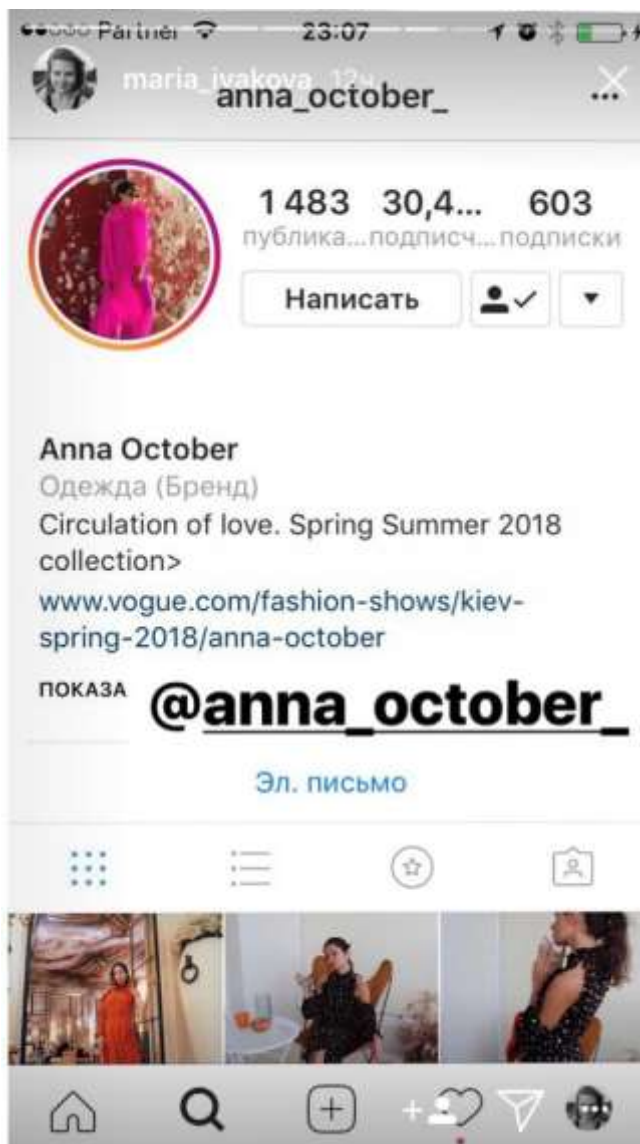 Partner 23:07
maria_ivakova 12ч
anna_october_
1 483 30,4... 603
публика... подписч... подписки
Написать
Anna October
Одежда (Бренд)
Circulation of love. Spring Summer 2018
collection>
www.vogue.com/fashion-shows/kiev-
spring-2018/anna-october
ПОКАЗА
@anna_october_
Эл. письмо